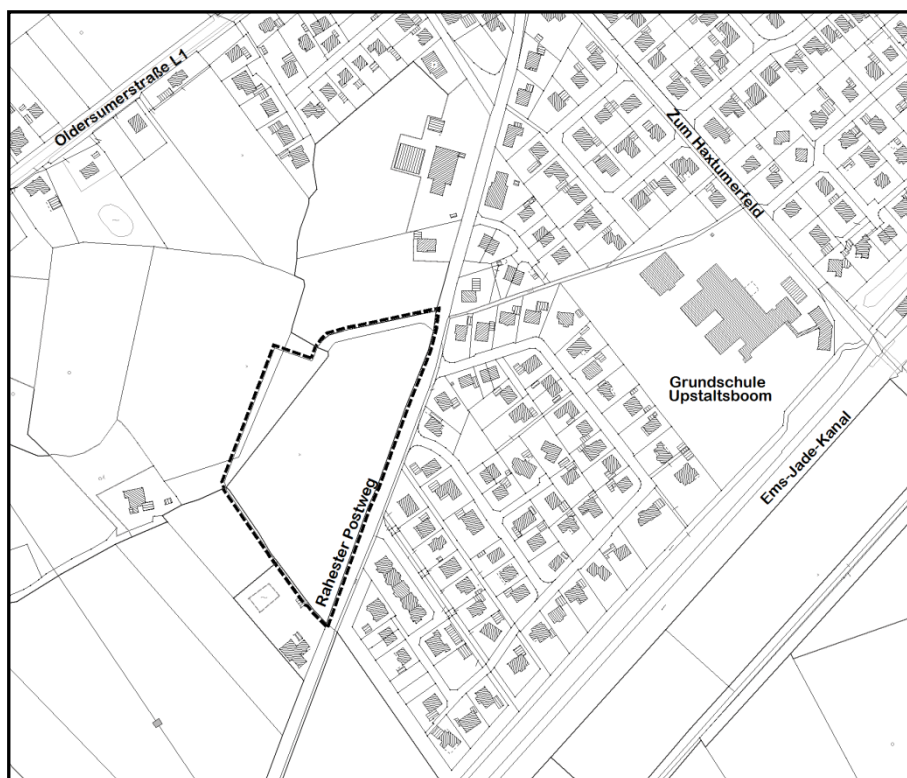 Oldersumerstraße L1
Zum Haxtumerfeld
Grundschule
Upstaltsboom
Ems-Jade-Kanal
Rahester Postweg